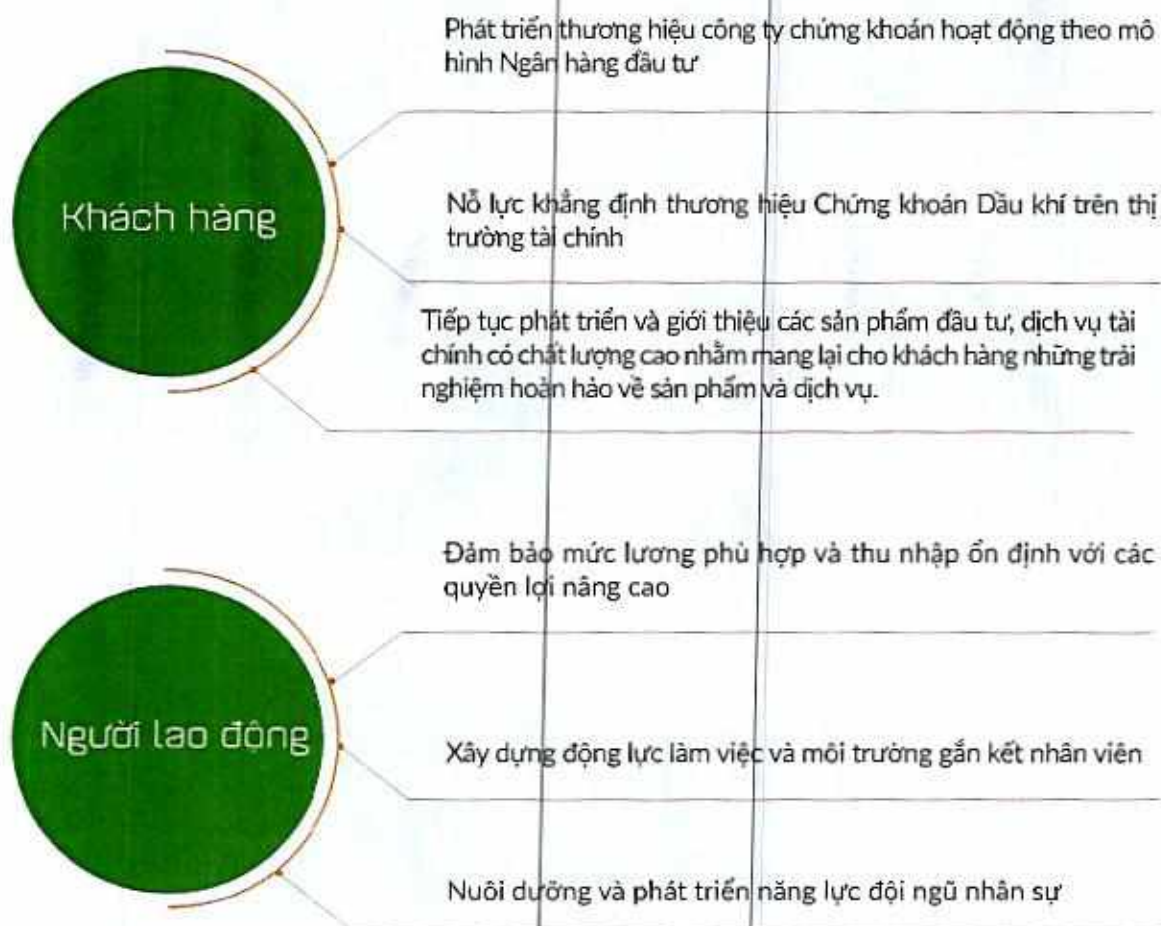 Phát triển thương hiệu công ty chứng khoán hoạt động theo mô
hình Ngân hàng đầu tư
Khách hàng
Nỗ lực khẳng định thương hiệu Chứng khoán Dầu khí trên thị
trường tài chính
Tiếp tục phát triển và giới thiệu các sản phẩm đầu tư, dịch vụ tài
chính có chất lượng cao nhằm mang lại cho khách hàng những trải
nghiệm hoàn hảo về sản phẩm và dịch vụ.
Đảm bảo mức lương phù hợp và thu nhập ổn định với các
quyền lợi nâng cao
Người lao động
Xây dựng động lực làm việc và môi trường gắn kết nhân viên
Nuôi dưỡng và phát triển năng lực đội ngũ nhân sự